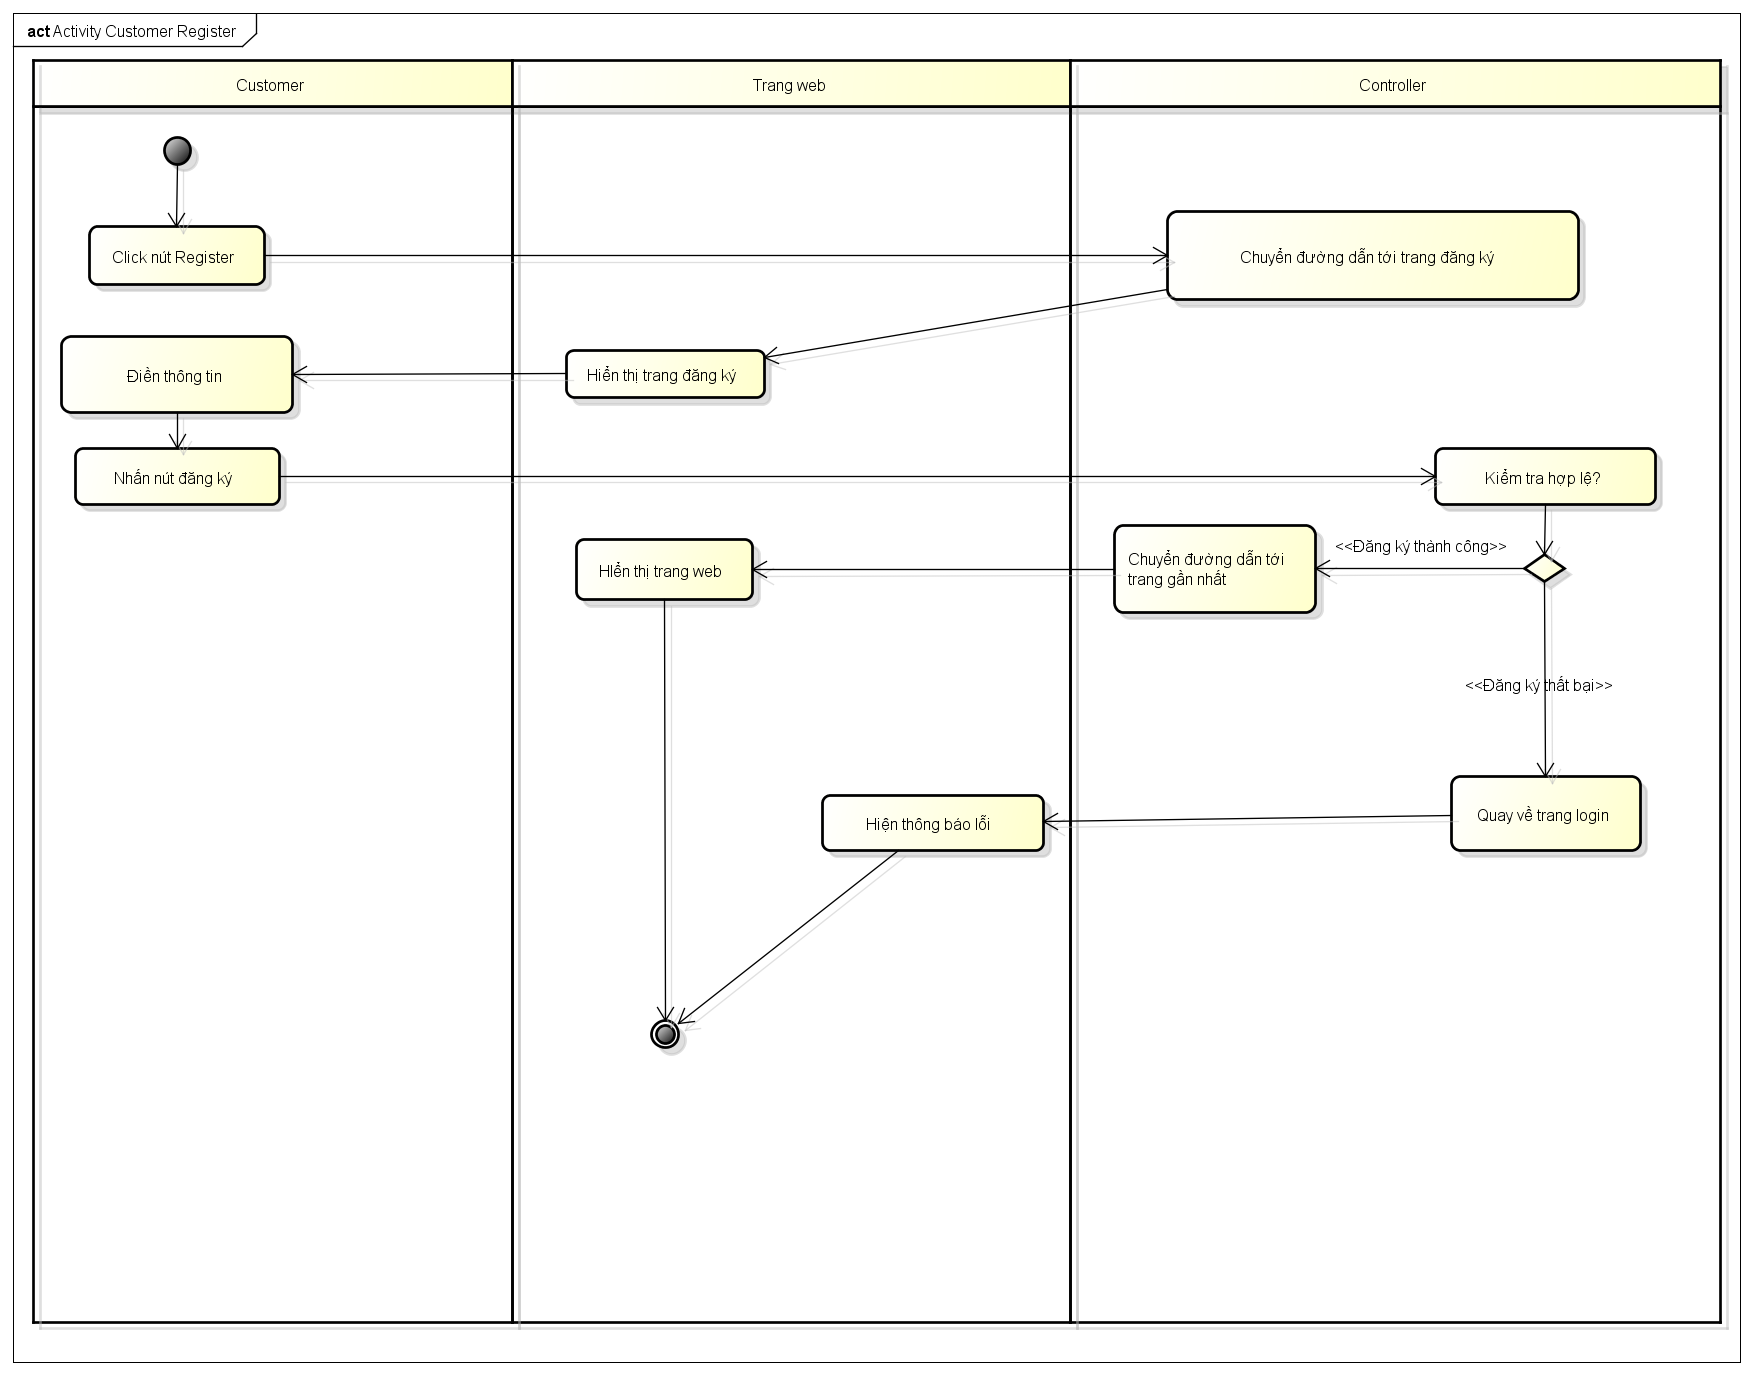 act Activity Customer Register
Customer
Trang web
Controller
Click nút Register
Chuyển đường dẫn tới trang đăng ký
Điền thông tin
Hiển thị trang đăng ký
Nhấn nút đăng ký
Kiểm tra hợp lệ?
<<Đăng ký thành công>>
Chuyển đường dẫn tới
trang gần nhất
HIển thị trang web
<<Đăng ký thất bại>>
Quay về trang login
Hiện thông báo lỗi